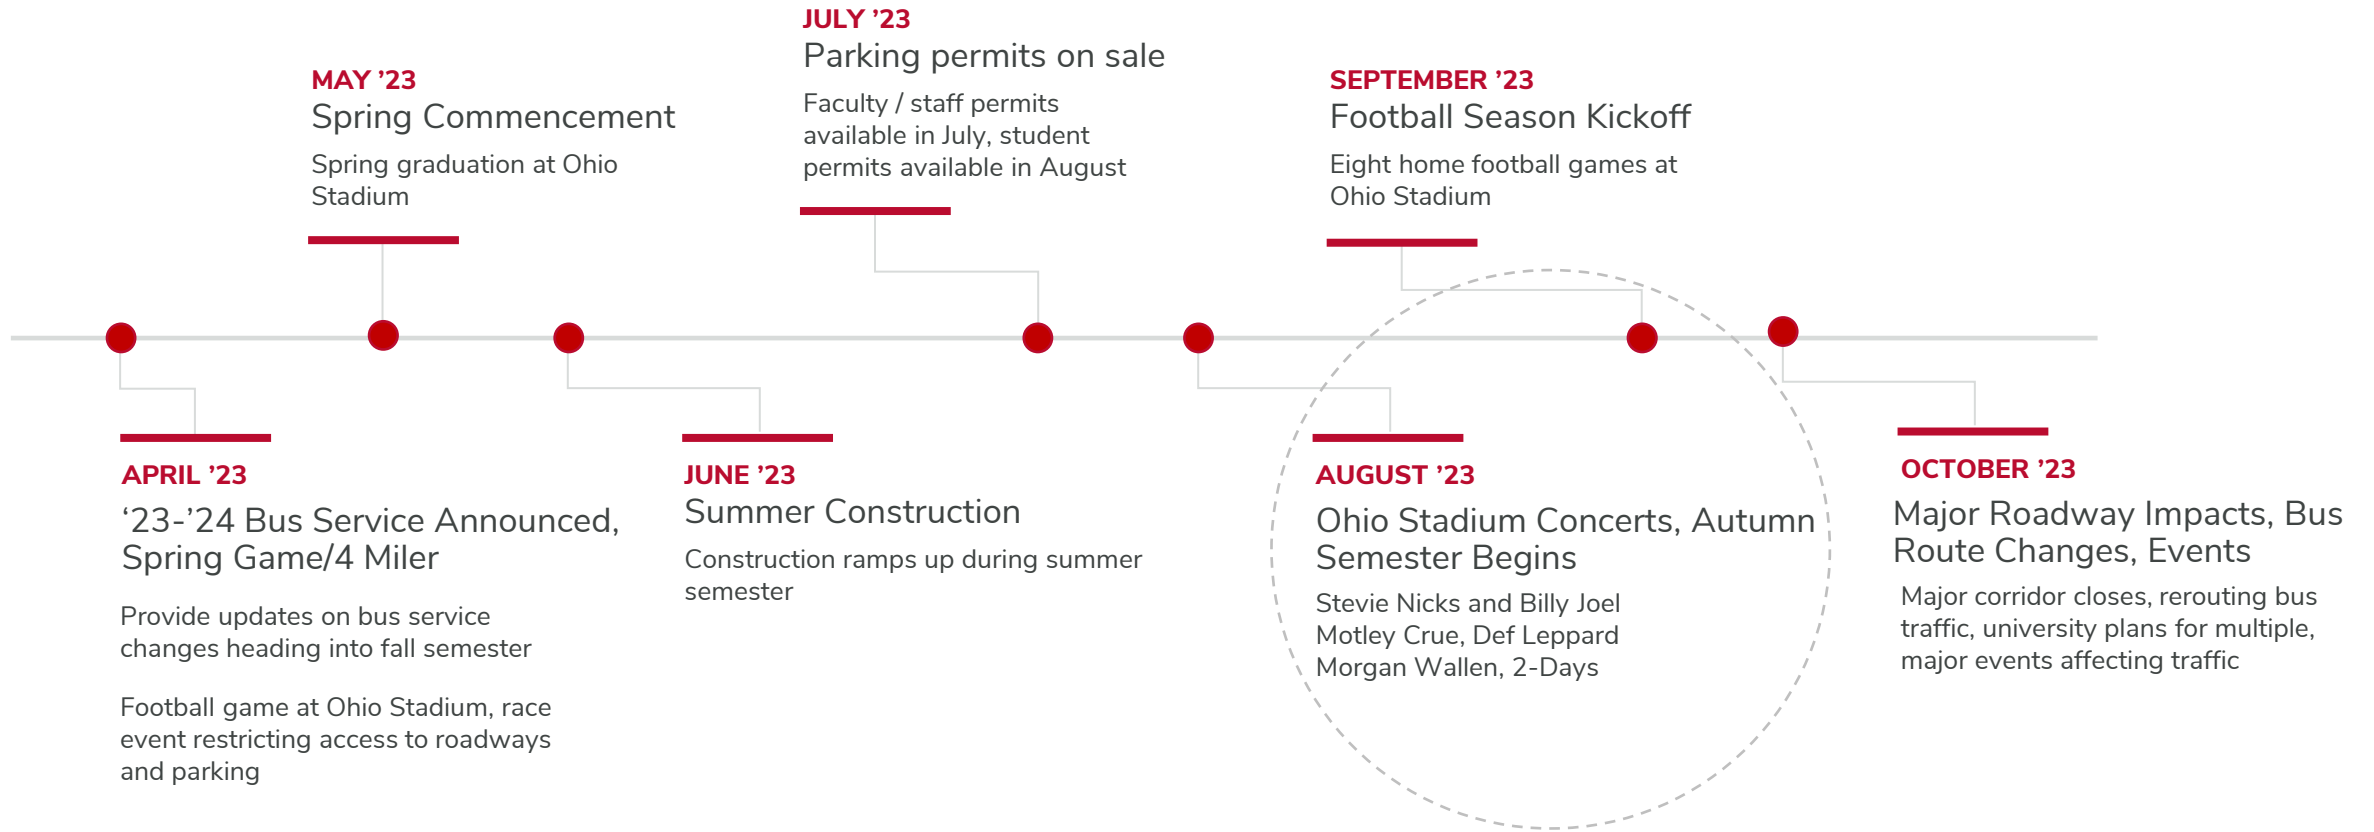 APRIL ’23
‘23-’24 Bus Service Announced,
Spring Game/4 Miler
Provide updates on bus service
changes heading into fall semester
Football game at Ohio Stadium, race
event restricting access to roadways
and parking
MAY ’23
Spring Commencement
Spring graduation at Ohio
Stadium
JUNE ’23
Summer Construction
Construction ramps up during summer
semester
JULY ’23
Parking permits on sale
Faculty / staff permits
available in July, student
permits available in August
AUGUST ’23
Ohio Stadium Concerts, Autumn
Semester Begins
Stevie Nicks and Billy Joel
Motley Crue, Def Leppard
Morgan Wallen, 2-Days
SEPTEMBER ’23
Football Season Kickoff
Eight home football games at
Ohio Stadium
OCTOBER ’23
Major Roadway Impacts, Bus
Route Changes, Events
Major corridor closes, rerouting bus
traffic, university plans for multiple,
major events affecting traffic